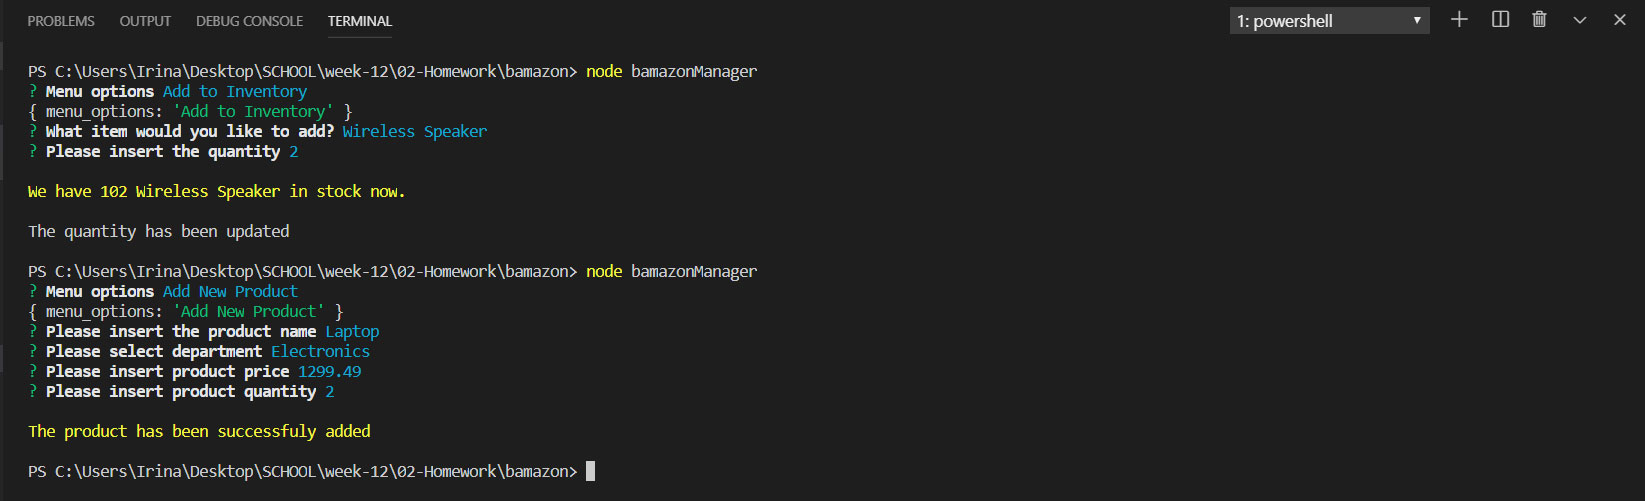 PROBLEMS OUTPUT DEBUG CONSOLE TERMINAL 1: powershell
PS C:\Users\Irina\Desktop\SCHOOL\week-12\02-Homework\bamazon> node bamazonManager
? Menu options Add to Inventory
{ menu_options: 'Add to Inventory' }
? What item would you like to add? Wireless Speaker
? Please insert the quantity 2
We have 102 Wireless Speaker in stock now.
The quantity has been updated
PS C:\Users\Irina\Desktop\SCHOOL\week-12\02-Homework\bamazon> node bamazonManager
? Menu options Add New Product
{ menu_options: 'Add New Product' }
? Please insert the product name Laptop
? Please select department Electronics
? Please insert product price 1299.49
? Please insert product quantity 2
The product has been successfuly added
PS C:\Users\Irina\Desktop\SCHOOL\week-12\02-Homework\bamazon>